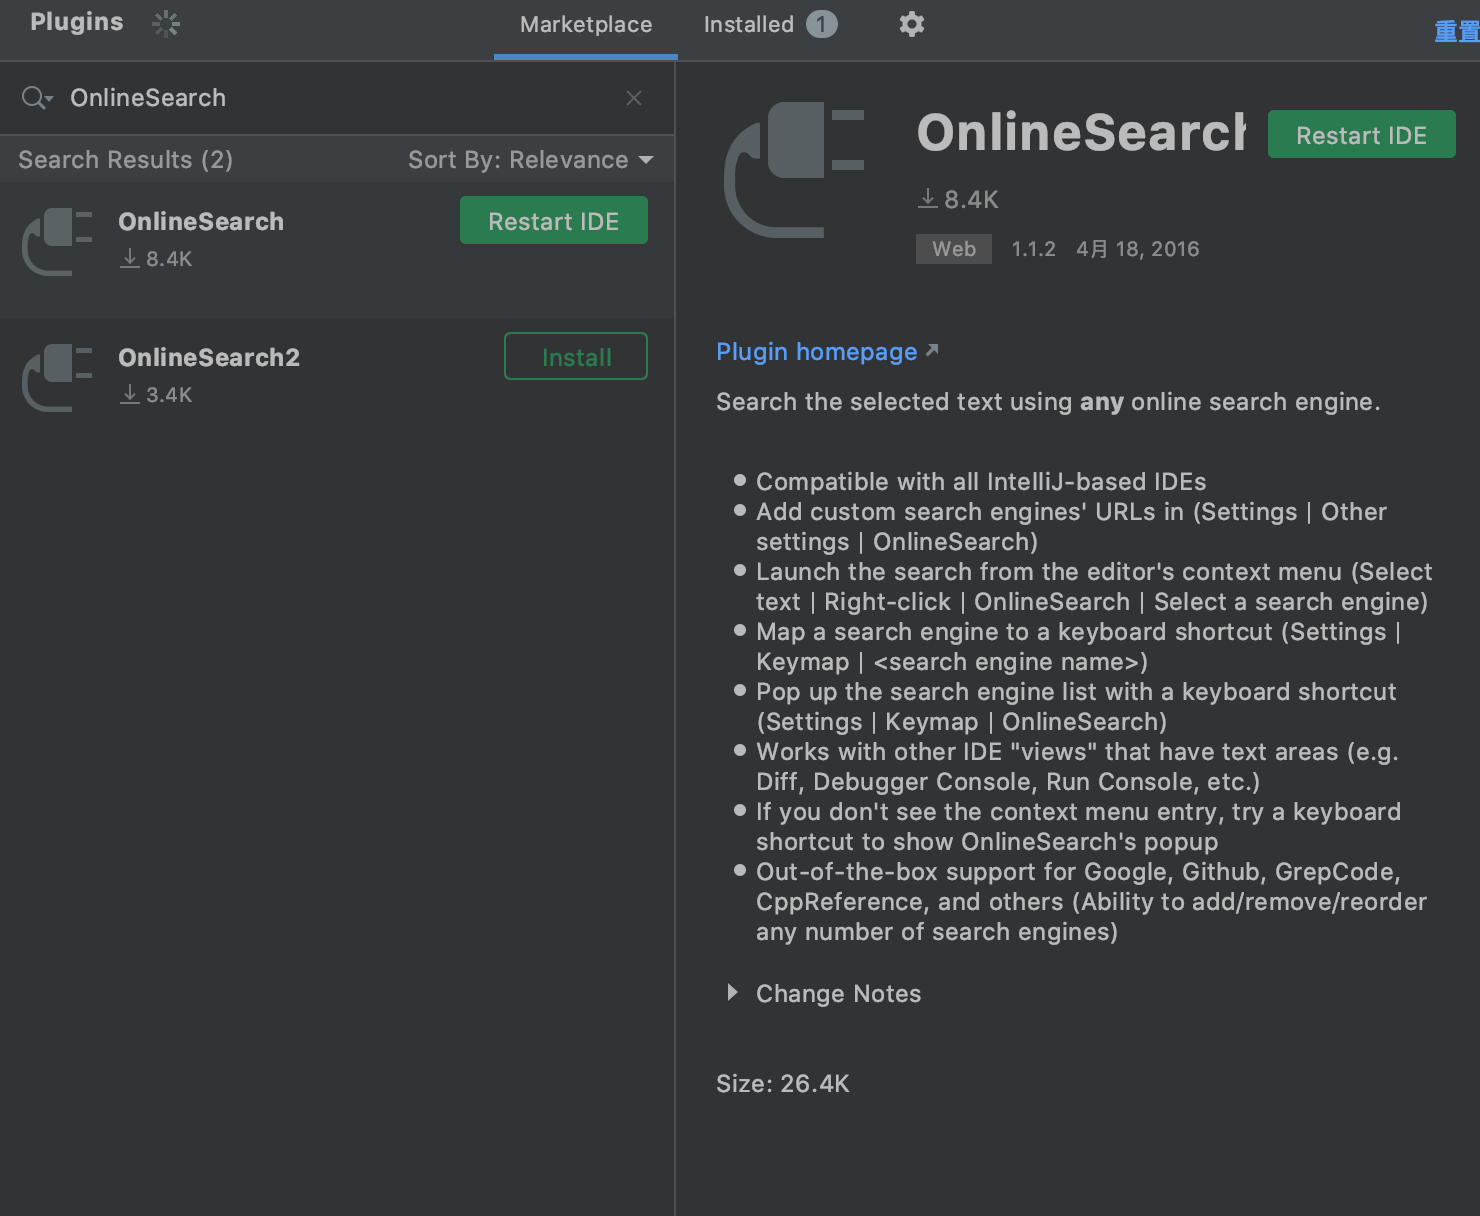 Plugins
Marketplace
Installed 1
重置
OnlineSearch
Search Results (2)
Sort By: Relevance
OnlineSearch
Restart IDE
8.4K
OnlineSearch2
Install
3.4K
OnlineSearch
Restart IDE
8.4K
Web 1.1.2 4月 18, 2016
Plugin homepage
Search the selected text using any online search engine.
Compatible with all IntelliJ-based IDEs
Add custom search engines' URLs in (Settings | Other
settings | OnlineSearch)
Launch the search from the editor's context menu (Select
text | Right-click | OnlineSearch | Select a search engine)
Map a search engine to a keyboard shortcut (Settings |
Keymap | <search engine name>)
Pop up the search engine list with a keyboard shortcut
(Settings | Keymap | OnlineSearch)
Works with other IDE "views" that have text areas (e.g.
Diff, Debugger Console, Run Console, etc.)
If you don't see the context menu entry, try a keyboard
shortcut to show OnlineSearch's popup
Out-of-the-box support for Google, Github, GrepCode,
CppReference, and others (Ability to add/remove/reorder
any number of search engines)
Change Notes
Size: 26.4K